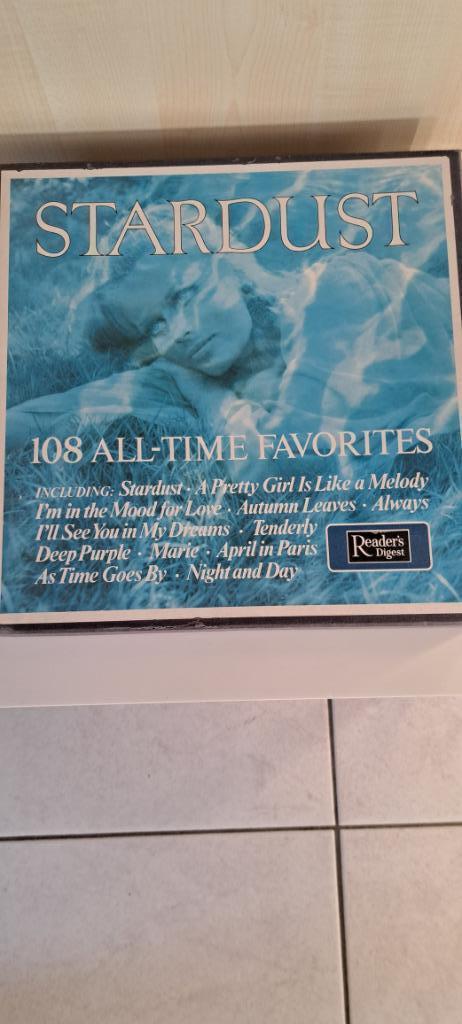 STARDUST
108 ALL-TIME FAVORITES
INCLUDING: Stardust · A Pretty Girl Is Like a Melody
I'm in the Mood for Love · Autumn Leaves · Always
I'll See You in My Dreams · Tenderly
Deep Purple · Marie · April in Paris
As Time Goes By · Night and Day
Reader's
Digest